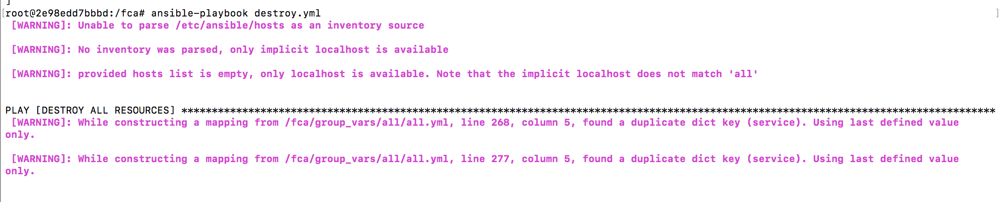 ]
[root@2e98edd7bbbd:/fca# ansible-playbook destroy.yml ]
[WARNING]: Unable to parse /etc/ansible/hosts as an inventory source
[WARNING]: No inventory was parsed, only implicit localhost is available
[WARNING]: provided hosts list is empty, only localhost is available. Note that the implicit localhost does not match 'all'
PLAY [DESTROY ALL RESOURCES] *****************************************************************************************************************************
[WARNING]: While constructing a mapping from /fca/group_vars/all/all.yml, line 268, column 5, found a duplicate dict key (service). Using last defined value
only.
[WARNING]: While constructing a mapping from /fca/group_vars/all/all.yml, line 277, column 5, found a duplicate dict key (service). Using last defined value
only.